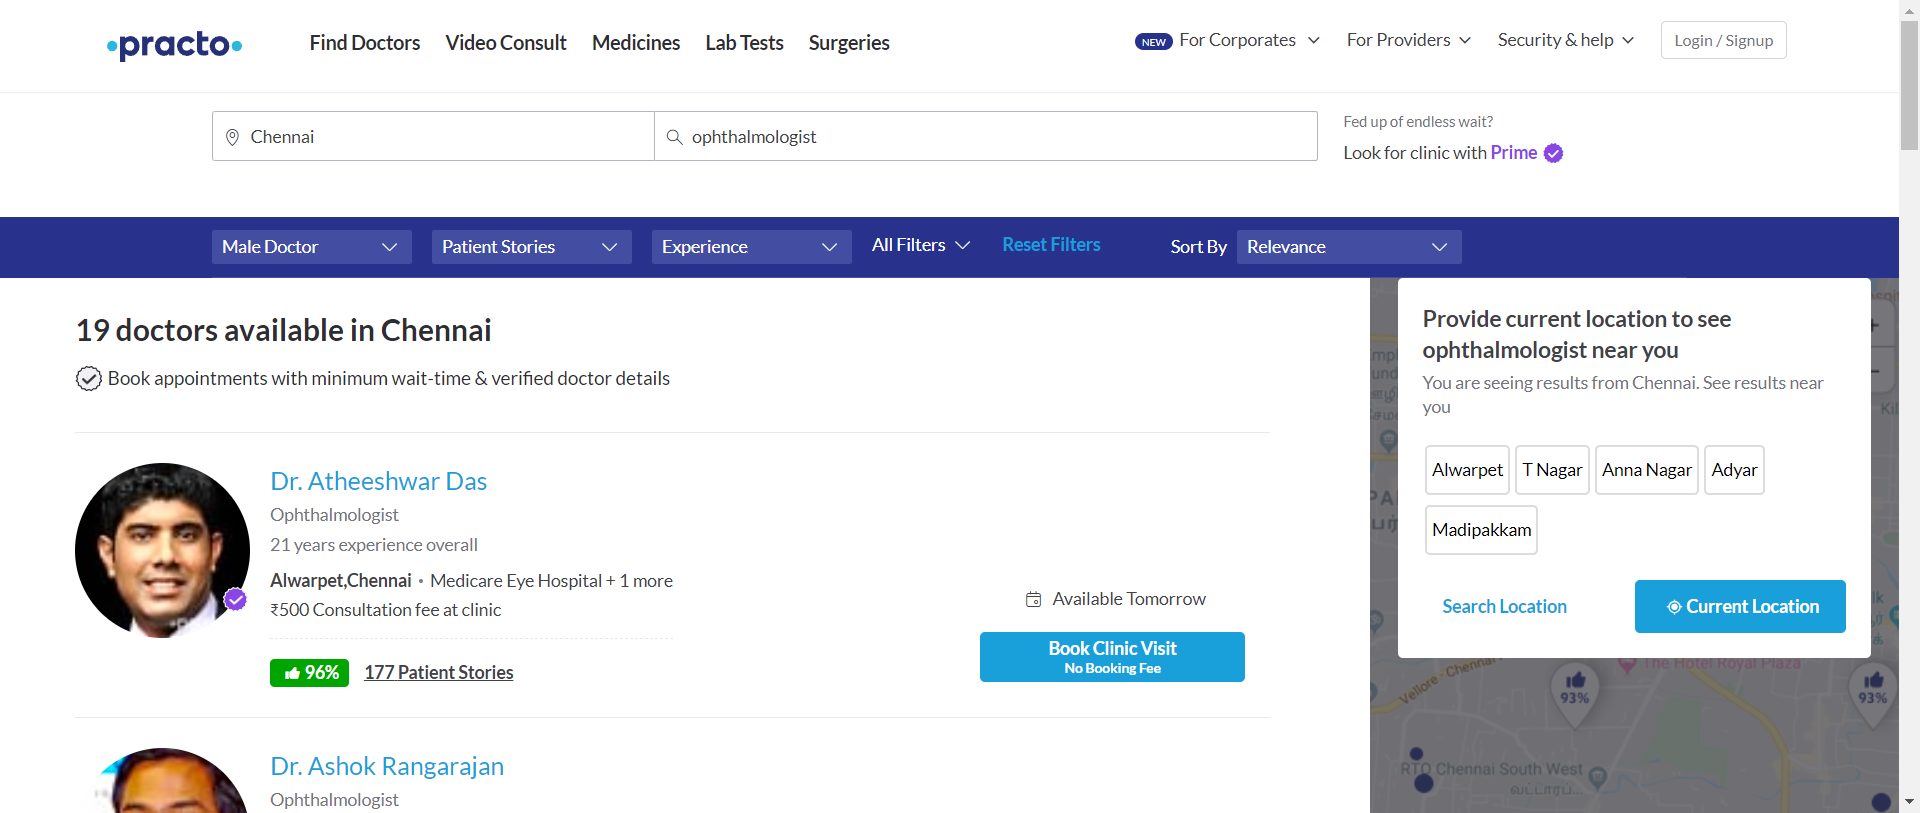 practo
Find Doctors
Video Consult
Medicines
Lab Tests
Surgeries
NEW For Corporates
For Providers
Security & help
Login / Signup
Chennai
ophthalmologist
Fed up of endless wait?
Look for clinic with Prime
Male Doctor
Patient Stories
Experience
All Filters
Reset Filters
Sort By
Relevance
19 doctors available in Chennai
Book appointments with minimum wait-time & verified doctor details
Dr. Atheeshwar Das
Ophthalmologist
21 years experience overall
Alwarpet,Chennai • Medicare Eye Hospital + 1 more
₹500 Consultation fee at clinic
96% 177 Patient Stories
Available Tomorrow
Book Clinic Visit
No Booking Fee
Dr. Ashok Rangarajan
Ophthalmologist
Provide current location to see
ophthalmologist near you
You are seeing results from Chennai. See results near
you
Alwarpet
T Nagar
Anna Nagar
Adyar
Madipakkam
Search Location
Current Location
The Hotel Royal Plaza
93%
93%
RTO Chennai South West